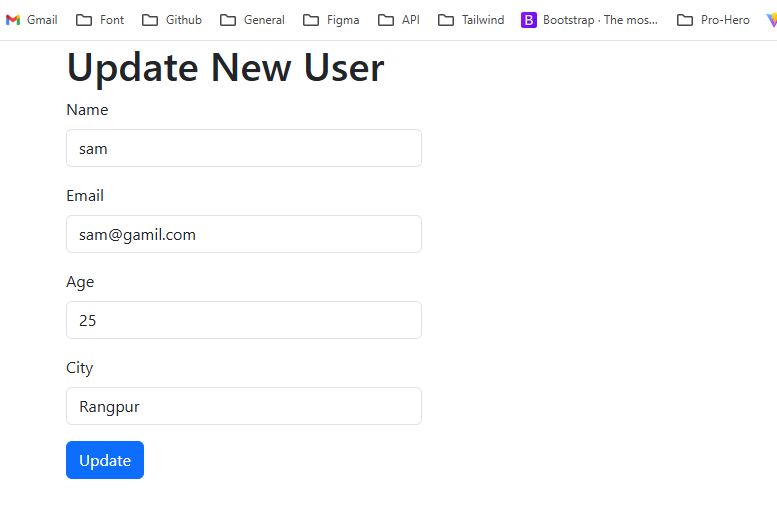 Gmail Font Github General Figma API Tailwind B Bootstrap · The mos... Pro-Hero
Update New User
Name
sam
Email
sam@gamil.com
Age
25
City
Rangpur
Update